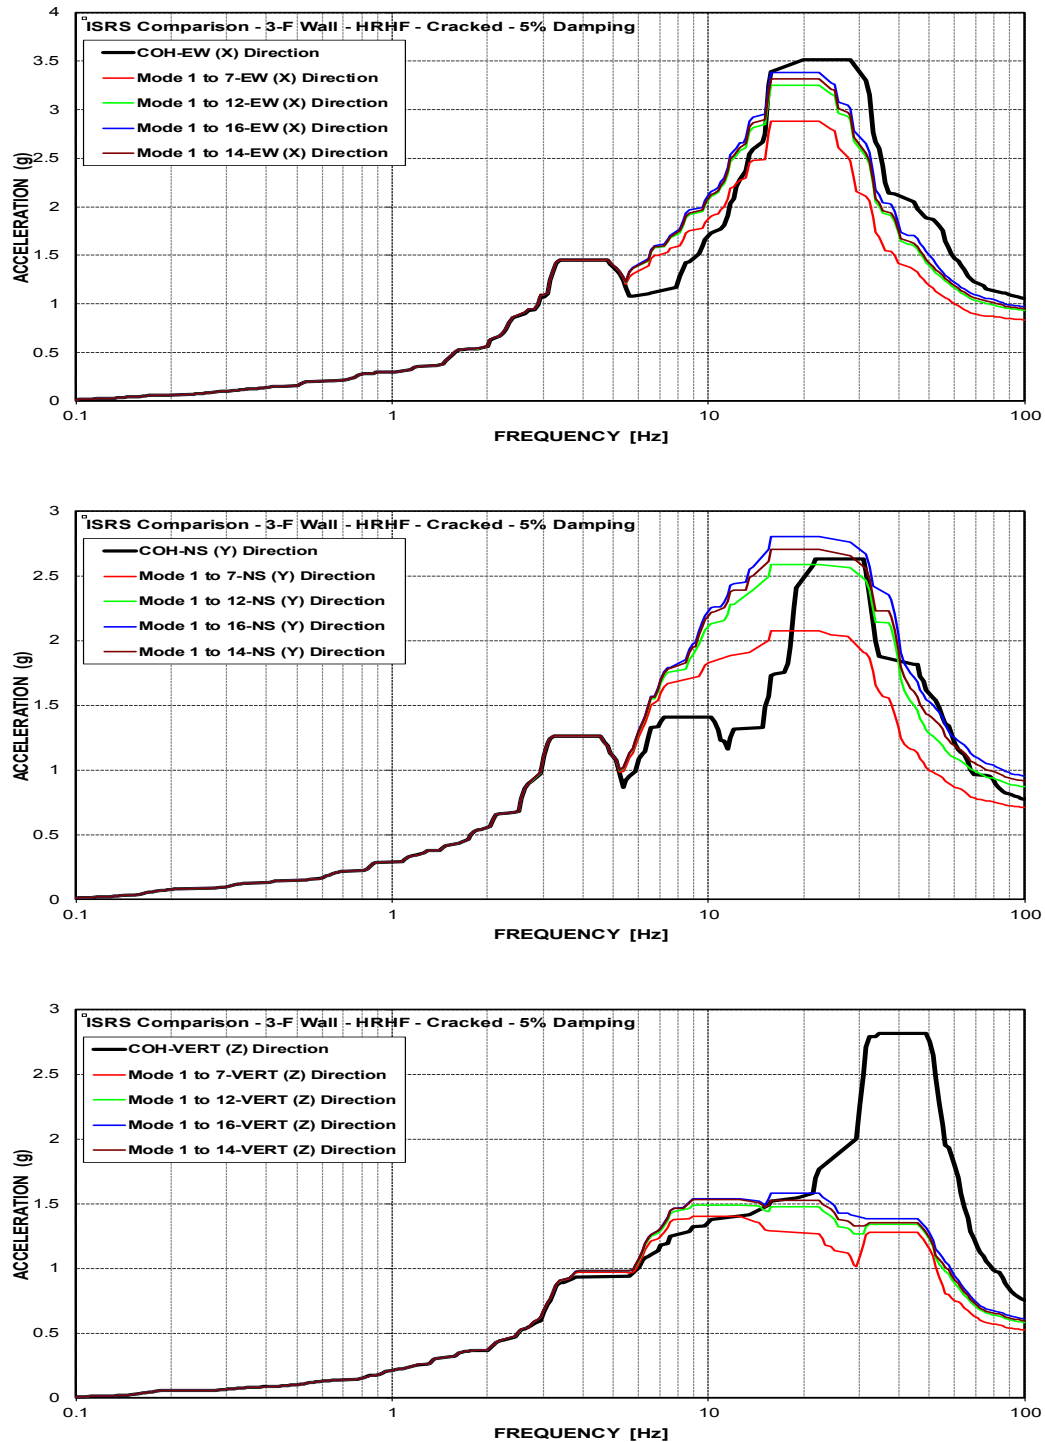 ISRS Comparison - 3-F Wall - HRHF - Cracked - 5% Damping
COH-EW (X) Direction
Mode 1 to 7-EW (X) Direction
Mode 1 to 12-EW (X) Direction
Mode 1 to 16-EW (X) Direction
Mode 1 to 14-EW (X) Direction
ACCELERATION (g)
4
3.5
3
2.5
2
1.5
1
0.5
0
0.1
1
10
100
FREQUENCY [Hz]
ISRS Comparison - 3-F Wall - HRHF - Cracked - 5% Damping
COH-NS (Y) Direction
Mode 1 to 7-NS (Y) Direction
Mode 1 to 12-NS (Y) Direction
Mode 1 to 16-NS (Y) Direction
Mode 1 to 14-NS (Y) Direction
ACCELERATION (g)
3
2.5
2
1.5
1
0.5
0
0.1
1
10
100
FREQUENCY [Hz]
ISRS Comparison - 3-F Wall - HRHF - Cracked - 5% Damping
COH-VERT (Z) Direction
Mode 1 to 7-VERT (Z) Direction
Mode 1 to 12-VERT (Z) Direction
Mode 1 to 16-VERT (Z) Direction
Mode 1 to 14-VERT (Z) Direction
ACCELERATION (g)
3
2.5
2
1.5
1
0.5
0
0.1
1
10
100
FREQUENCY [Hz]